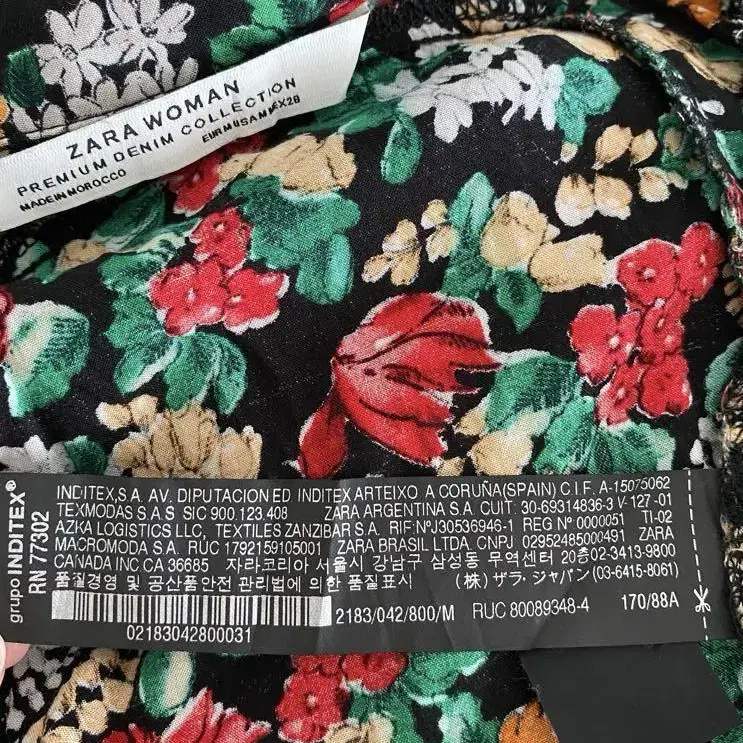 ZARA WOMAN
PREMIUM DENIM COLLECTION
MADE IN MOROCCO EUR M USA M MEX 28
grupo INDITEX®
RN 77302
INDITEX,S.A. AV. DIPUTACION ED INDITEX ARTEIXO A CORUÑA(SPAIN) C.I.F. A-15075062
TEXMODAS S.A.S SIC 900.123.408 ZARA ARGENTINA S.A. CUIT: 30-69314836-3 V-127 -01
AZKA LOGISTICS LLC, TEXTILES ZANZIBAR S.A. RIF:NºJ30536946-1 REG Nº 0000051 TI-02
MACROMODA S.A. RUC 1792159105001 ZARA BRASIL LTDA. CNPJ 02952485000491 ZARA
CANADA INC. CA 36685 자라코리아 서울시 강남구 삼성동 무역센터 20층 02-3413-9800
품질경영 및 공산품안전 관리법에 의한 품질표시 (株) ザラ・ジャパン (03-6415-8061)
2183/042/800/M RUC 80089348-4 170/88A
02183042800031